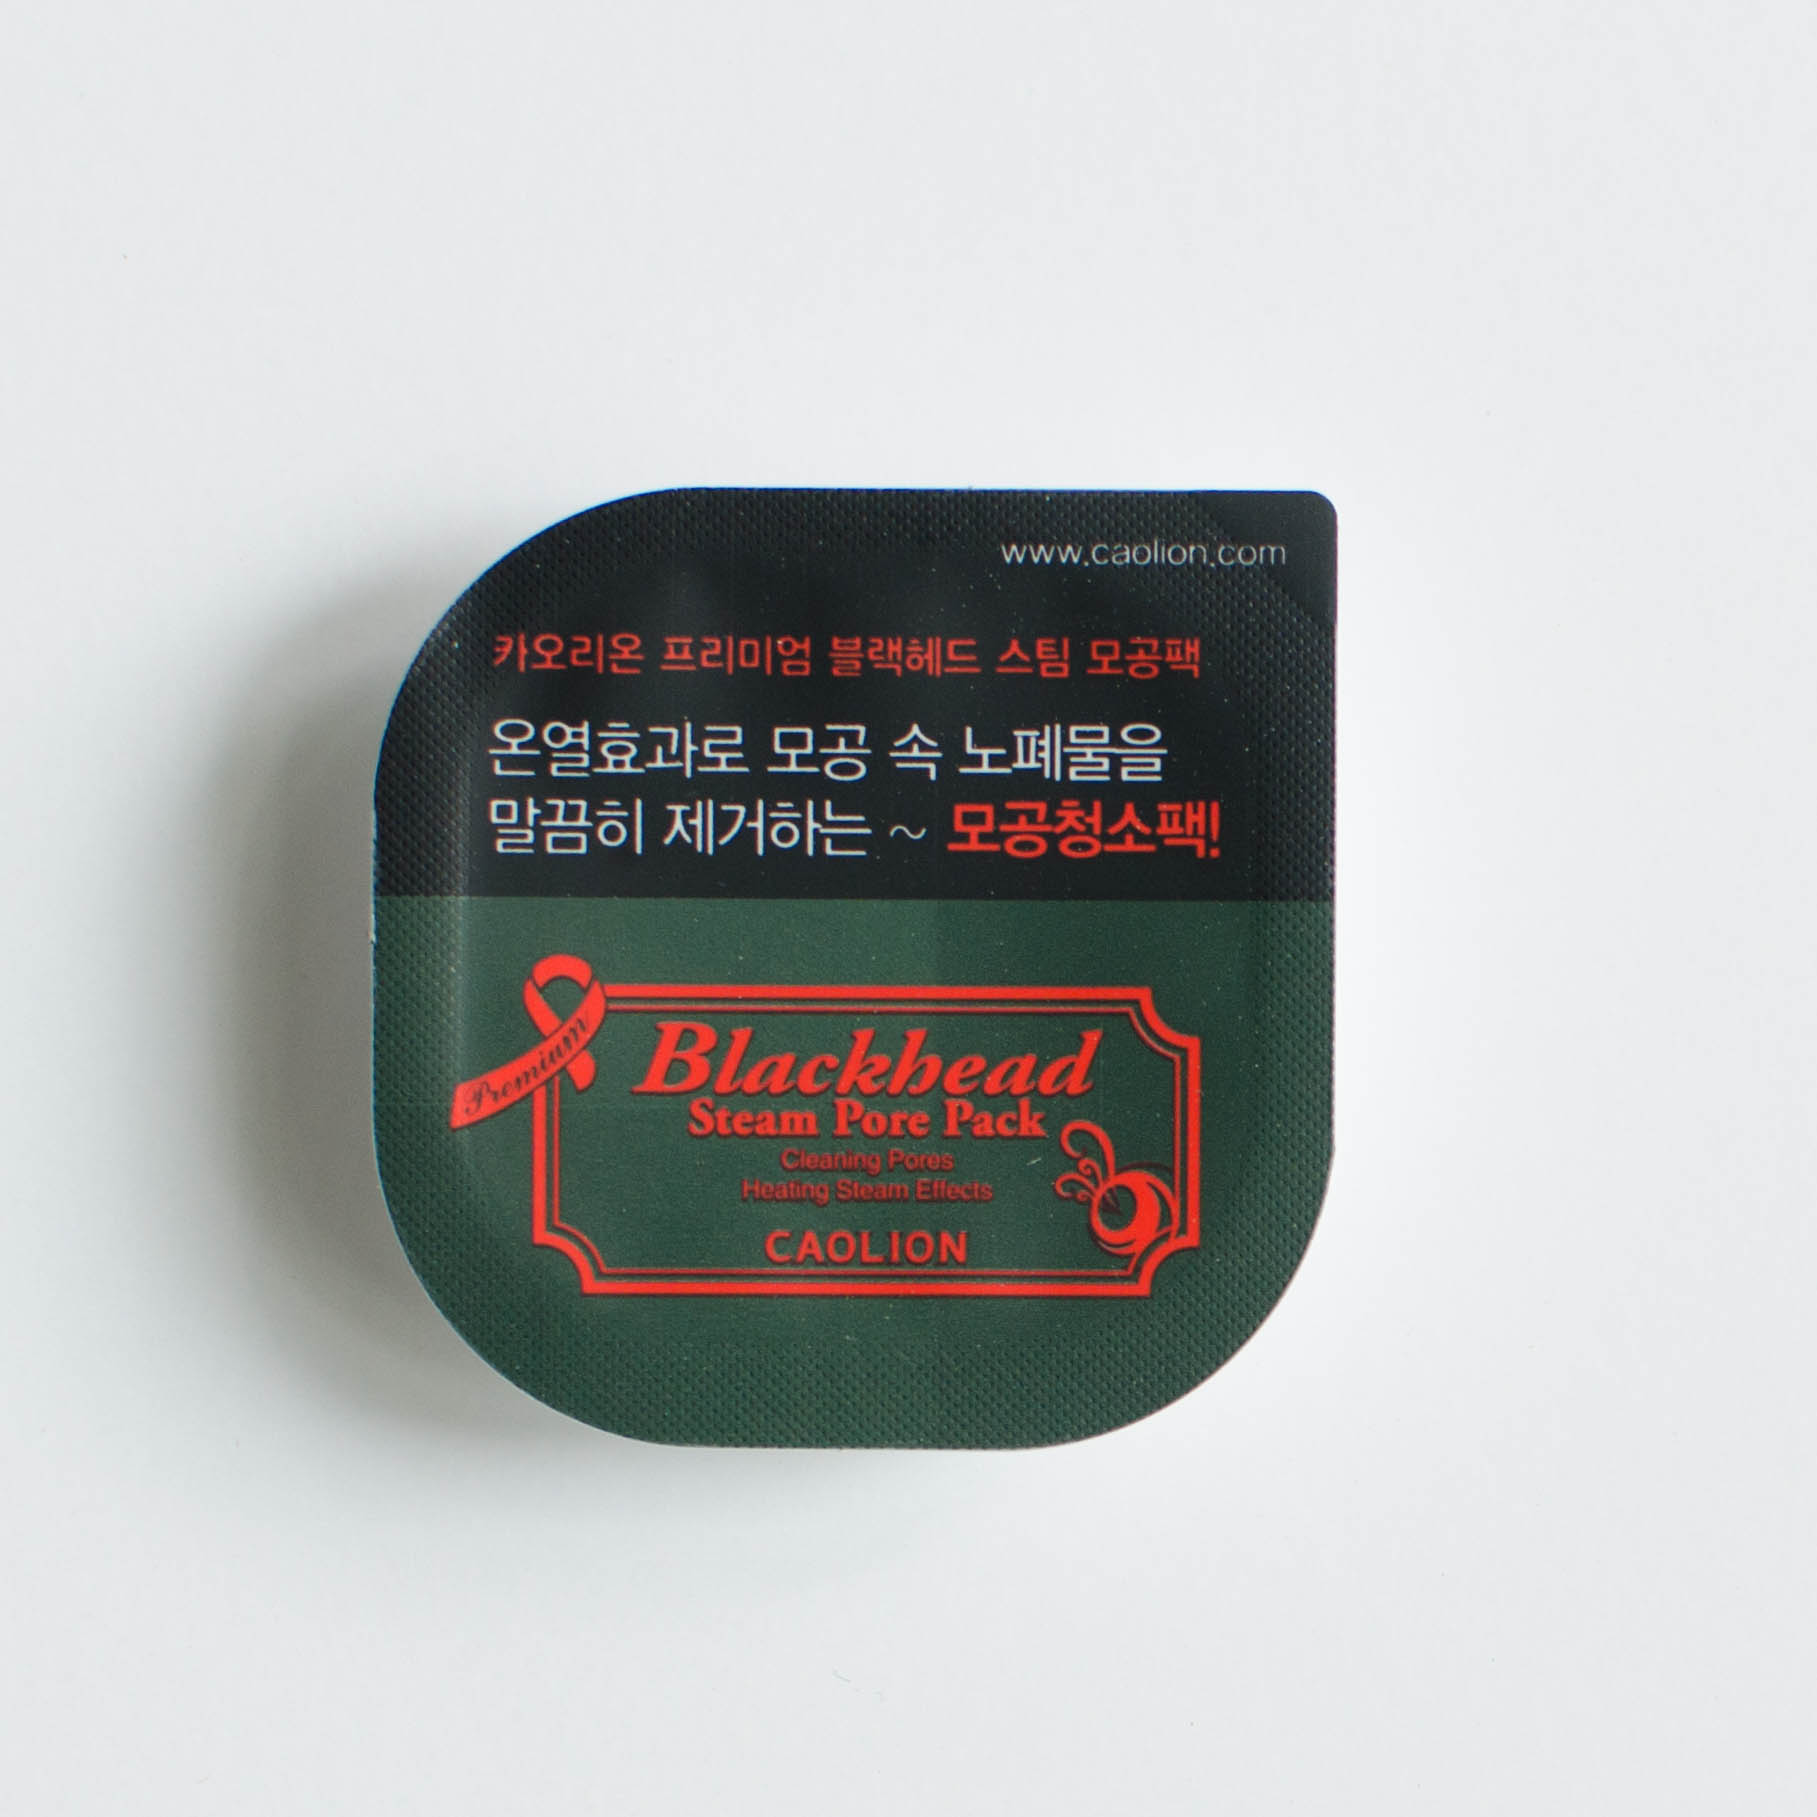 www.caolion.com
카오리온 프리미엄 블랙헤드 스팀 모공팩
온열효과로 모공 속 노폐물을
말끔히 제거하는 ~ 모공청소팩!
Premium
Blackhead
Steam Pore Pack
Cleaning Pores
Heating Steam Effects
CAOLION